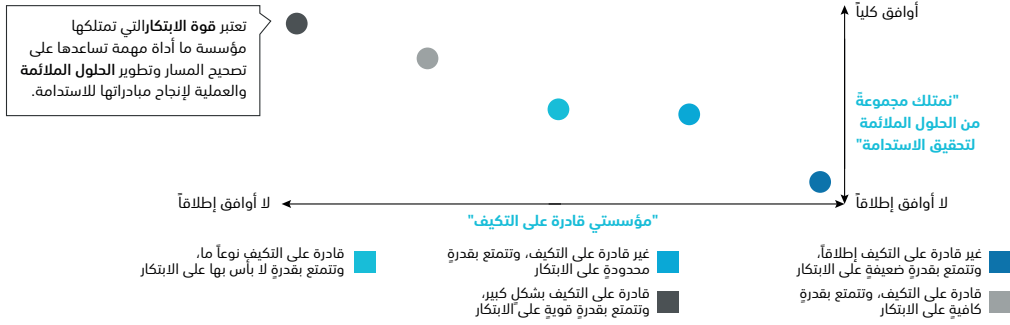 تعتبر قوة الابتكارالتي تمتلكها
مؤسسة ما أداة مهمة تساعدها على
تصحيح المسار وتطوير الحلول الملائمة
والعملية لإنجاح مبادراتها للاستدامة.
أوافق كلياً
"نمتلك مجموعةً
من الحلول الملائمة
لتحقيق الاستدامة"
لا أوافق إطلاقاً
لا أوافق إطلاقاً
"مؤسستي قادرة على التكيف"
غير قادرة على التكيف إطلاقاً،
وتتمتع بقدرةٍ ضعيفةٍ على الابتكار
غير قادرة على التكيف، وتتمتع بقدرةٍ
محدودةٍ على الابتكار
قادرة على التكيف نوعاً ما،
وتتمتع بقدرةٍ لا بأس بها على الابتكار
قادرة على التكيف، وتتمتع بقدرةٍ
كافيةٍ على الابتكار
قادرة على التكيف بشكلٍ كبير،
وتتمتع بقدرةٍ قويةٍ على الابتكار